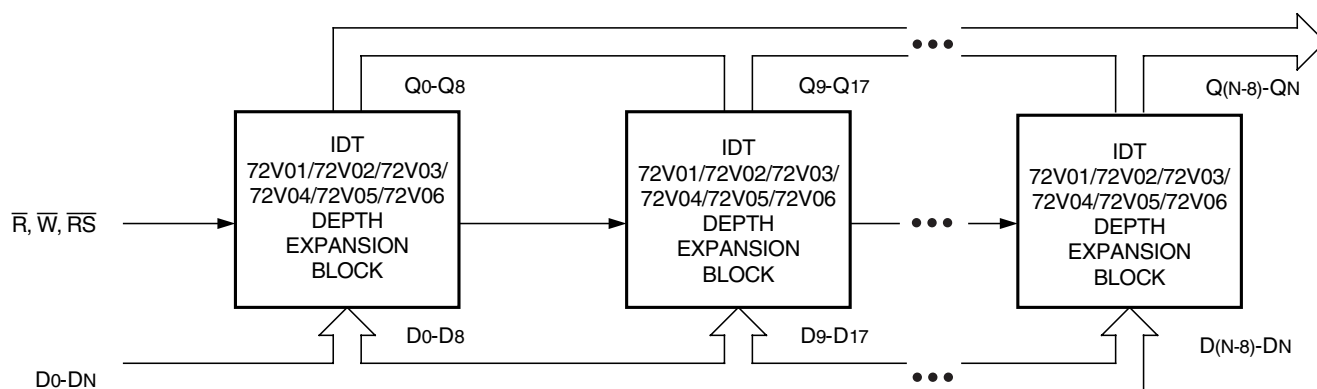 Q0-Q8
Q9-Q17
Q(N-8)-QN
IDT
72V01/72V02/72V03/
72V04/72V05/72V06
DEPTH
EXPANSION
BLOCK
IDT
72V01/72V02/72V03/
72V04/72V05/72V06
DEPTH
EXPANSION
BLOCK
IDT
72V01/72V02/72V03/
72V04/72V05/72V06
DEPTH
EXPANSION
BLOCK
R̅, W̅, R̅S̅
D0-D8
D9-D17
D(N-8)-DN
D0-DN